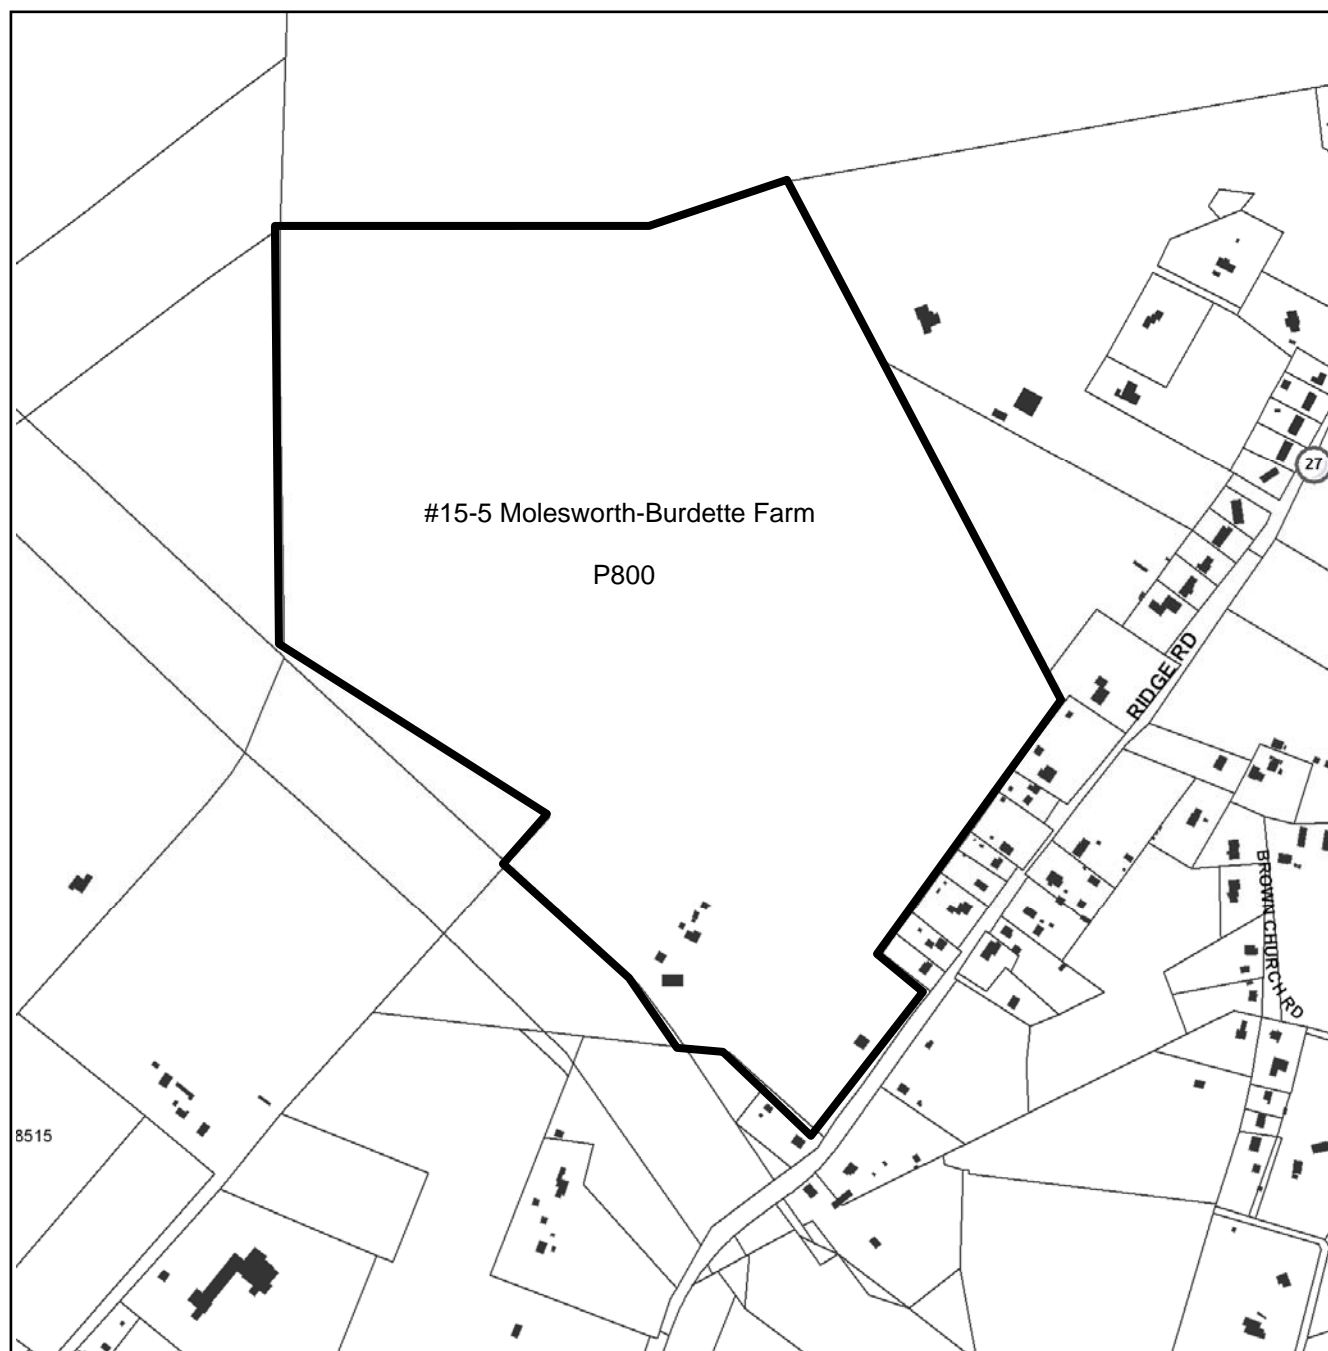 27
#15-5 Molesworth-Burdette Farm
P800
RIDGE RD
BROWN CHURCH RD
8515